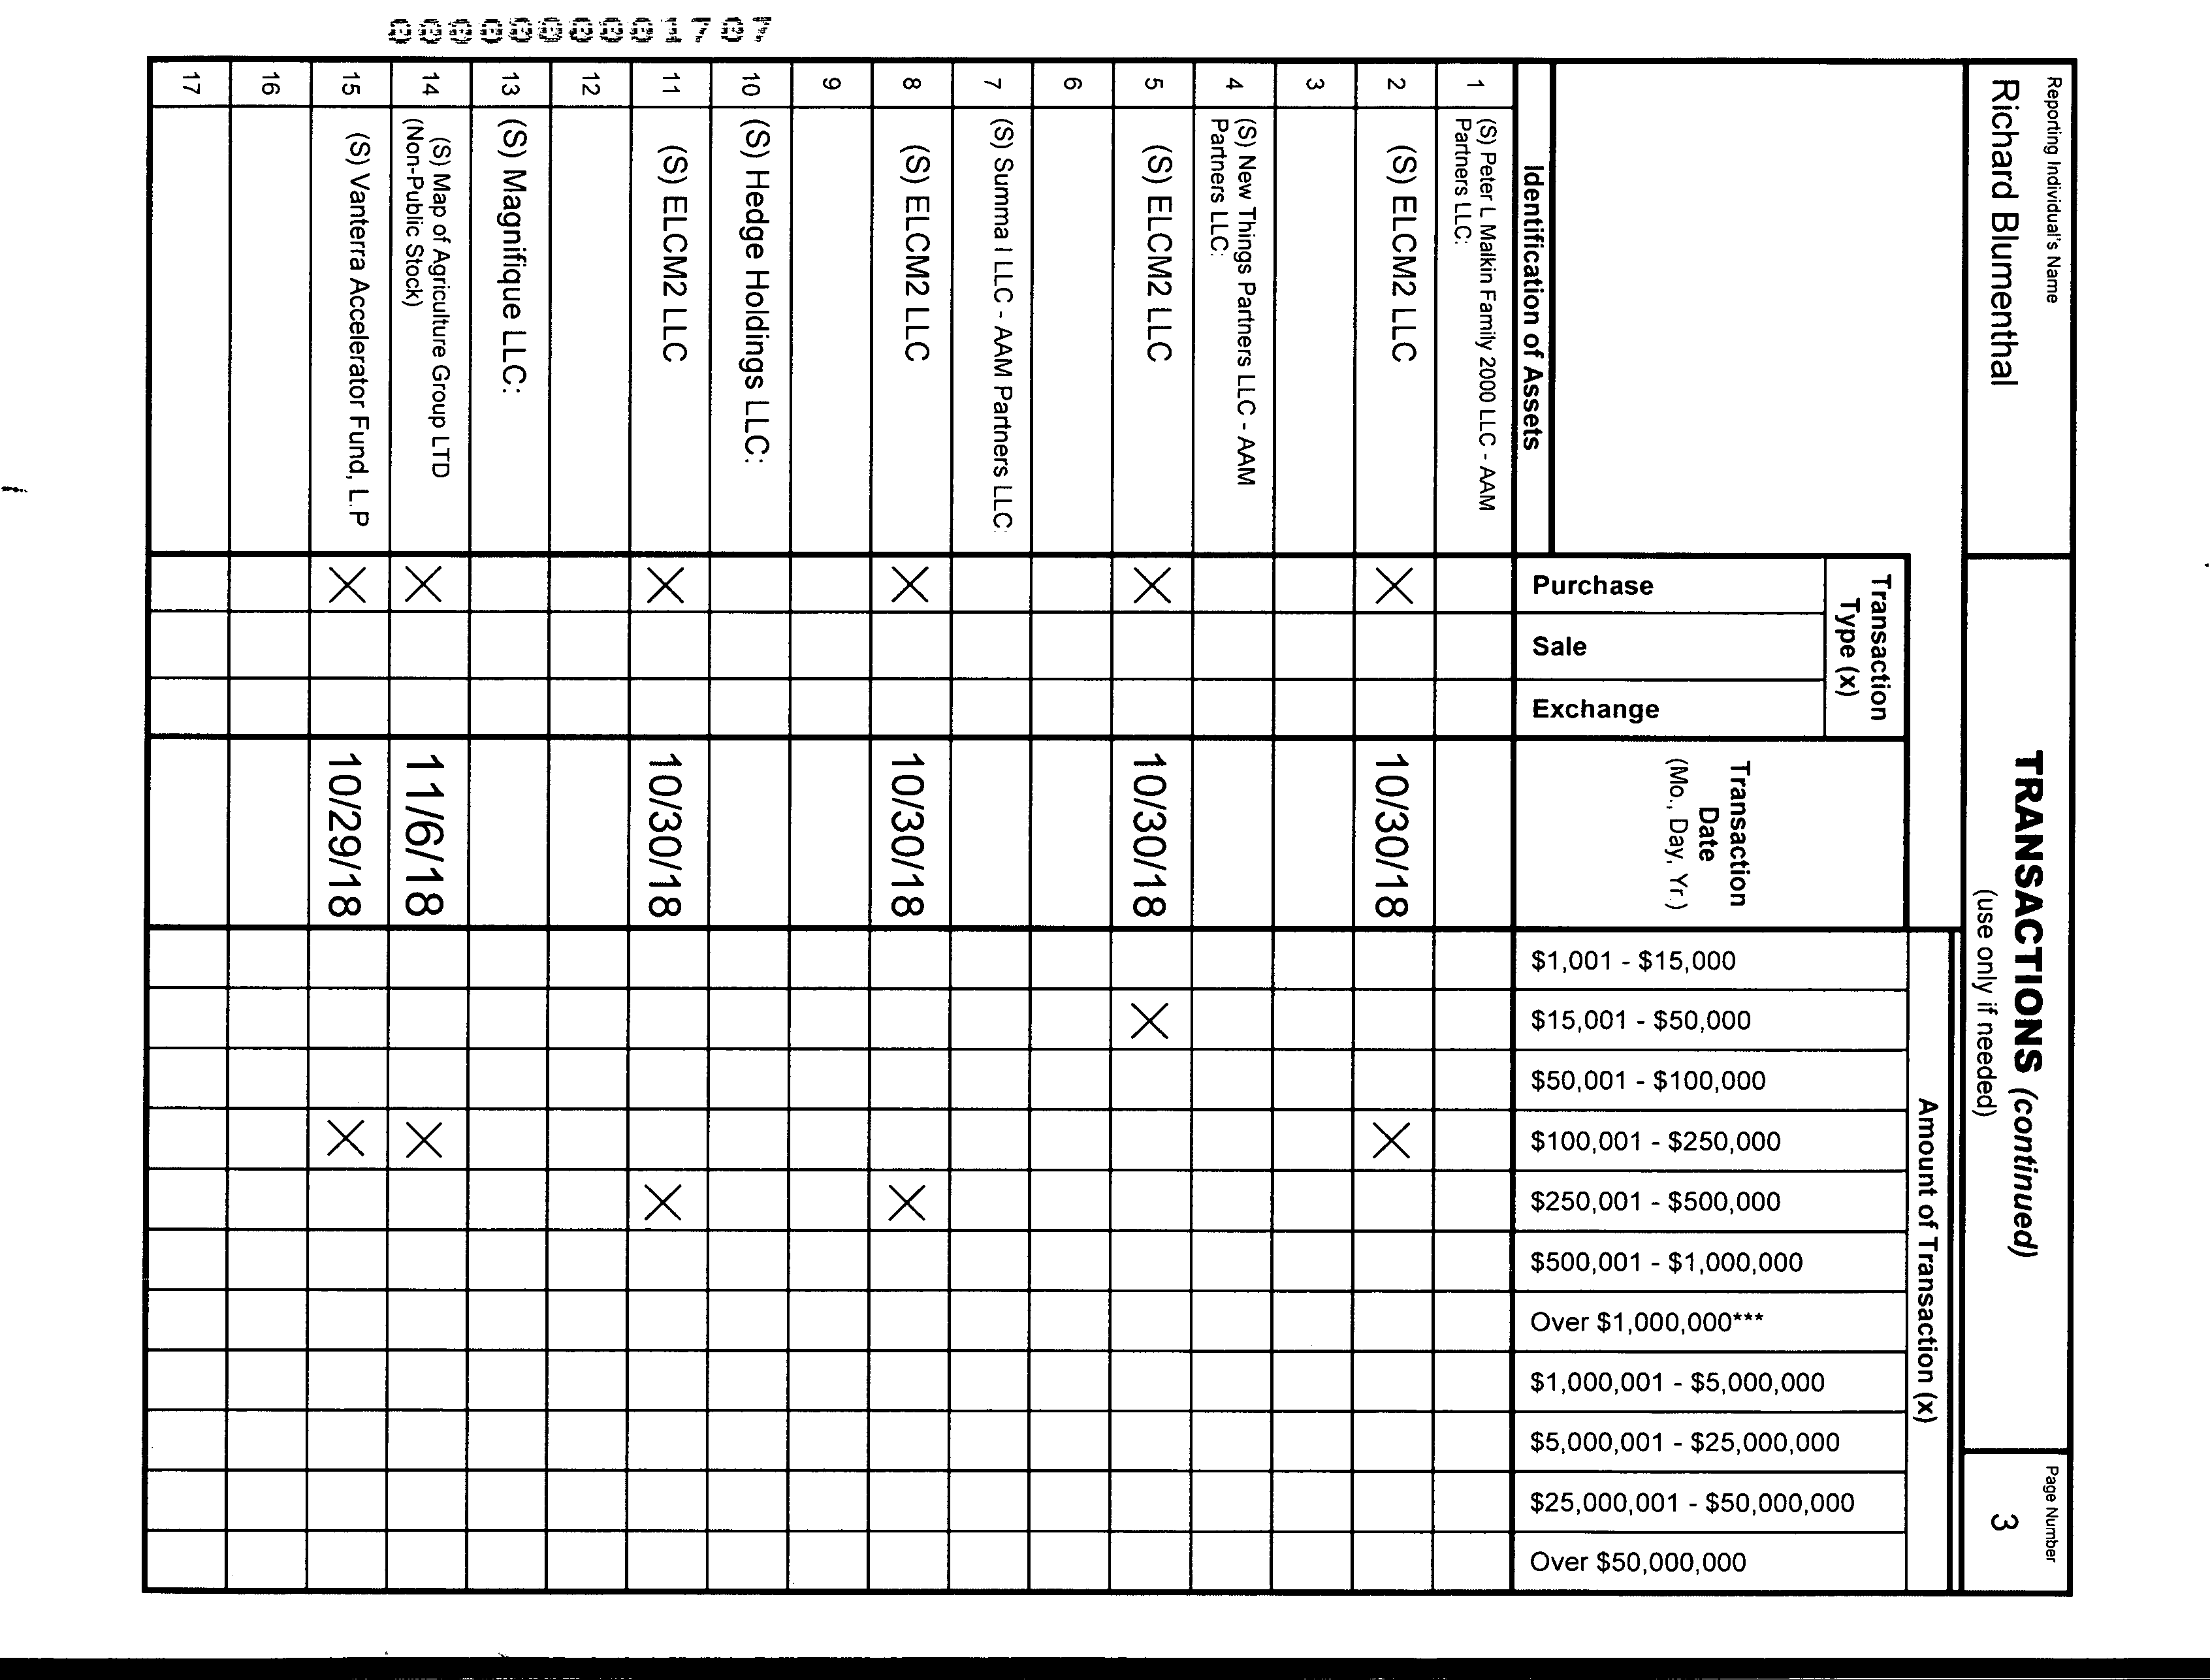 Reporting Individual's Name
Richard Blumenthal
TRANSACTIONS (continued)
(use only if needed)
Page Number
3
Identification of Assets
Transaction
Type (x)
Purchase
Sale
Exchange
Transaction
Date
(Mo., Day, Yr.)
Amount of Transaction (x)
$1,001 - $15,000
$15,001 - $50,000
$50,001 - $100,000
$100,001 - $250,000
$250,001 - $500,000
$500,001 - $1,000,000
Over $1,000,000***
$1,000,001 - $5,000,000
$5,000,001 - $25,000,000
$25,000,001 - $50,000,000
Over $50,000,000
1 (S) Peter L Malkin Family 2000 LLC - AAM
Partners LLC:
2 (S) ELCM2 LLC X 10/30/18 X
3
4 (S) New Things Partners LLC - AAM
Partners LLC:
5 (S) ELCM2 LLC X 10/30/18 X
6
7 (S) Summa I LLC - AAM Partners LLC:
8 (S) ELCM2 LLC X 10/30/18 X
9
10 (S) Hedge Holdings LLC:
11 (S) ELCM2 LLC X 10/30/18 X
12
13 (S) Magnifique LLC:
14 (S) Map of Agriculture Group LTD
(Non-Public Stock) X 11/6/18 X
15 (S) Vanterra Accelerator Fund, L.P X 10/29/18 X
16
17
0000000001707